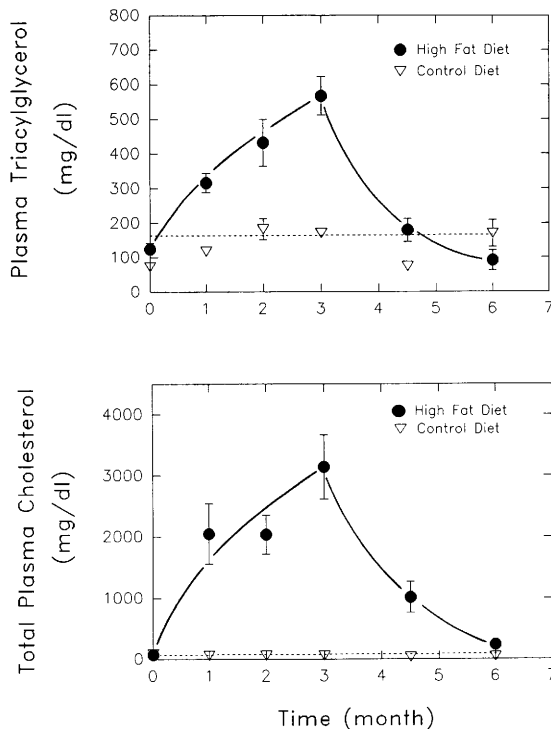 Plasma Triacylglycerol
(mg/dl)
800
700
600
500
400
300
200
100
0
High Fat Diet
Control Diet
0 1 2 3 4 5 6 7
Total Plasma Cholesterol
(mg/dl)
4000
3000
2000
1000
0
High Fat Diet
Control Diet
0 1 2 3 4 5 6 7
Time (month)